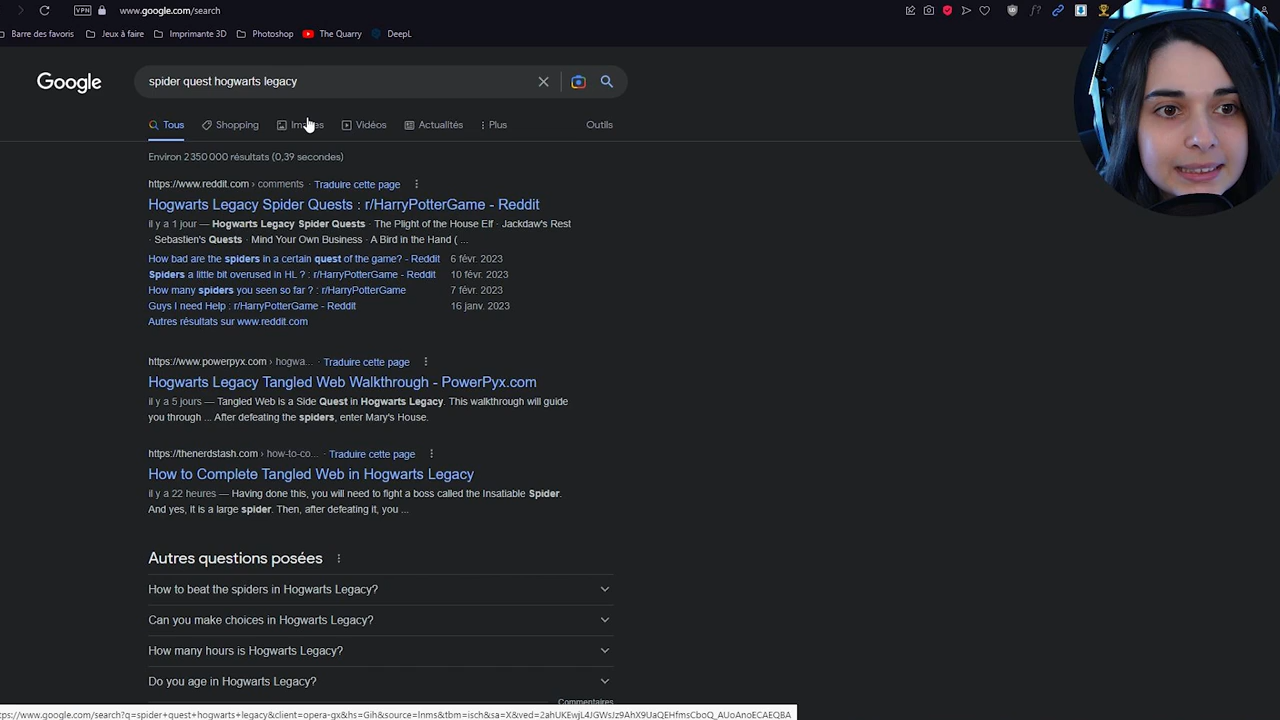 VPN www.google.com/search
Barre des favoris Jeux à faire Imprimante 3D Photoshop The Quarry DeepL
Google spider quest hogwarts legacy
Tous Shopping Images Vidéos Actualités Plus Outils
Environ 2 350 000 résultats (0,39 secondes)
https://www.reddit.com › comments · Traduire cette page
Hogwarts Legacy Spider Quests : r/HarryPotterGame - Reddit
il y a 1 jour — Hogwarts Legacy Spider Quests · The Plight of the House Elf · Jackdaw's Rest
· Sebastien's Quests · Mind Your Own Business · A Bird in the Hand ( ...
How bad are the spiders in a certain quest of the game? - Reddit 6 févr. 2023
Spiders a little bit overused in HL ? : r/HarryPotterGame - Reddit 10 févr. 2023
How many spiders you seen so far ? : r/HarryPotterGame 7 févr. 2023
Guys I need Help : r/HarryPotterGame - Reddit 16 janv. 2023
Autres résultats sur www.reddit.com
https://www.powerpyx.com › hogwa... · Traduire cette page
Hogwarts Legacy Tangled Web Walkthrough - PowerPyx.com
il y a 5 jours — Tangled Web is a Side Quest in Hogwarts Legacy. This walkthrough will guide
you through ... After defeating the spiders, enter Mary's House.
https://thenerdstash.com › how-to-co... · Traduire cette page
How to Complete Tangled Web in Hogwarts Legacy
il y a 22 heures — Having done this, you will need to fight a boss called the Insatiable Spider.
And yes, it is a large spider. Then, after defeating it, you ...
Autres questions posées
How to beat the spiders in Hogwarts Legacy?
Can you make choices in Hogwarts Legacy?
How many hours is Hogwarts Legacy?
Do you age in Hogwarts Legacy?
Commentaires